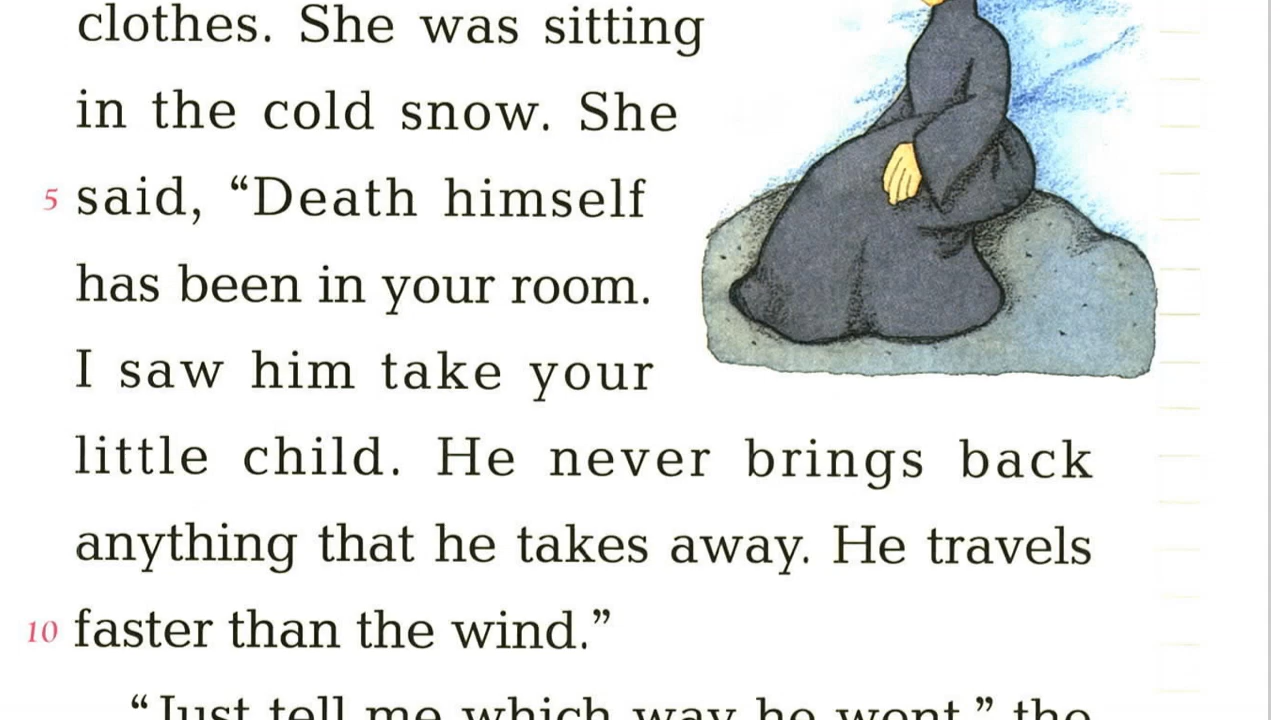 clothes. She was sitting
in the cold snow. She
5 said, “Death himself
has been in your room.
I saw him take your
little child. He never brings back
anything that he takes away. He travels
10 faster than the wind.”
“Just tell me which way he went,” the